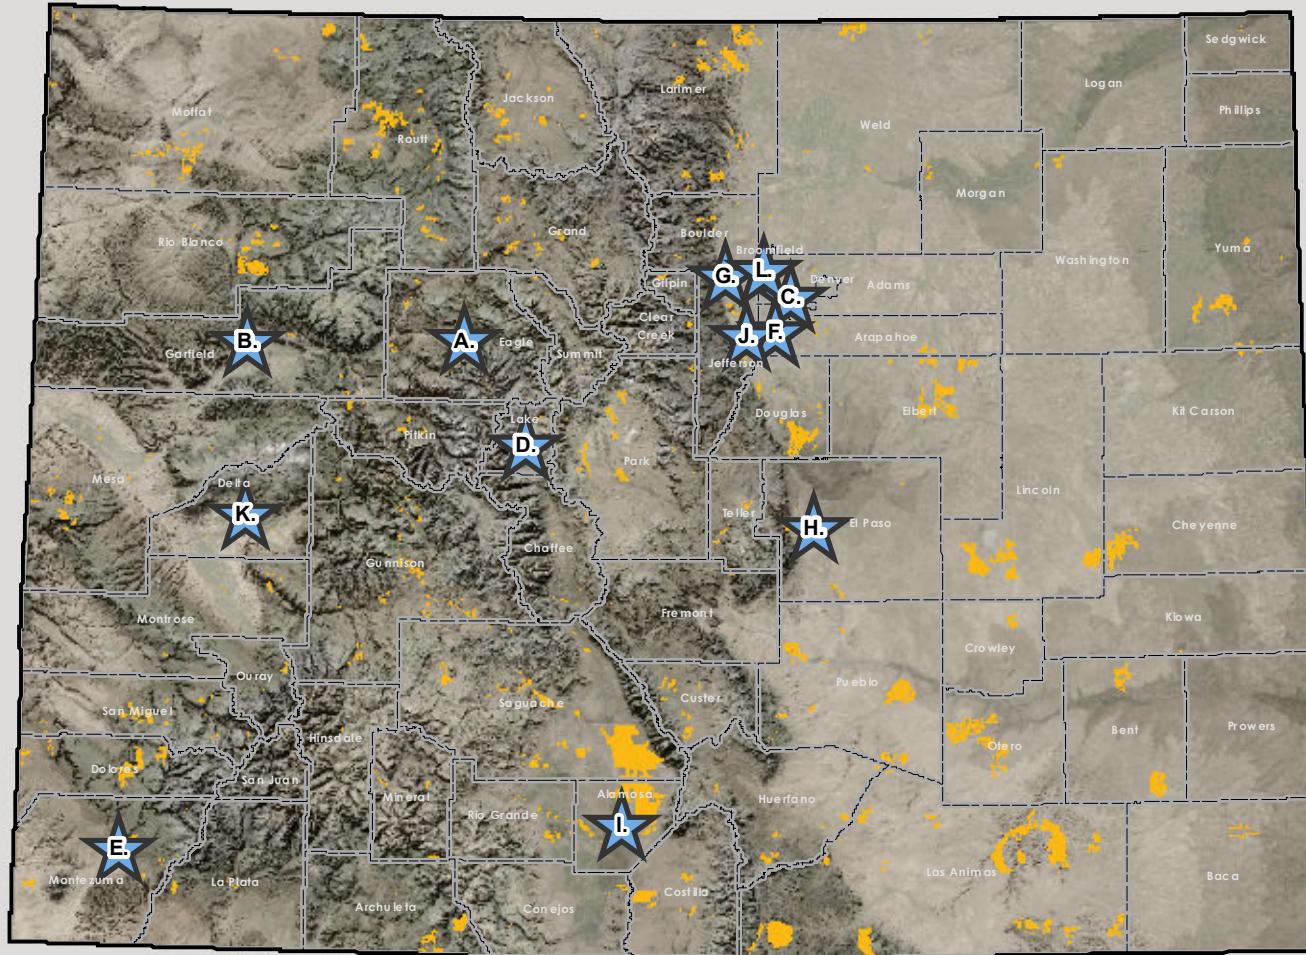 Sedgwick
Logan
Larimer
Moffat
Jackson
Phillips
Weld
Routt
Morgan
Rio Blanco
Grand
Boulder
Broomfield
Yuma
Washington
G.
L.
Gilpin
Denver
Adams
C.
Clear
Creek
B.
A.
Eagle
J.
F.
Arapahoe
Garfield
Summit
Jefferson
Lake
Douglas
Elbert
Kit Carson
Pitkin
D.
Park
Mesa
Delta
Lincoln
K.
Teller
H.
El Paso
Cheyenne
Chaffee
Gunnison
Montrose
Fremont
Kiowa
Crowley
Ouray
Pueblo
San Miguel
Saguache
Custer
Hinsdale
Otero
Bent
Prowers
Dolores
San Juan
Mineral
Alamosa
Huerfano
Rio Grande
I.
E.
Montezuma
La Plata
Las Animas
Costilla
Baca
Archuleta
Conejos